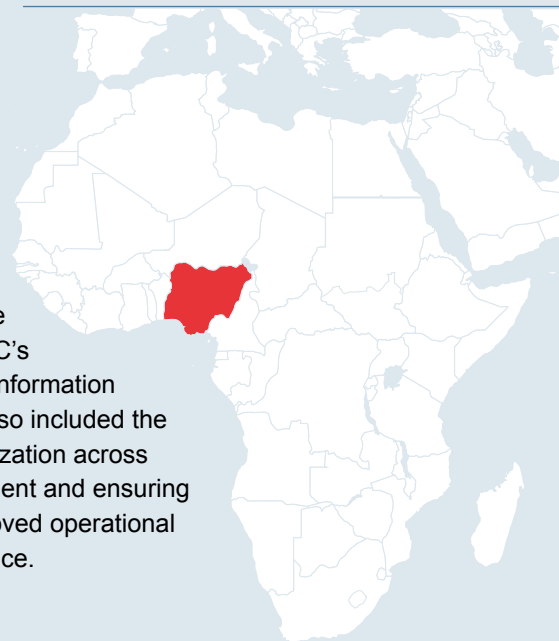 C's
nformation
so included the
zation across
ent and ensuring
oved operational
ce.